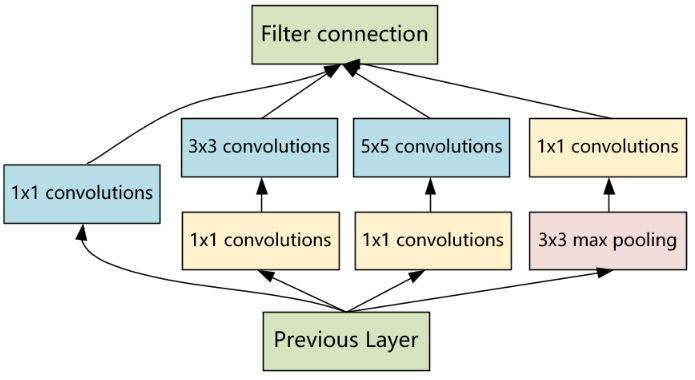 Filter connection
3x3 convolutions
5x5 convolutions
1x1 convolutions
1x1 convolutions
1x1 convolutions
1x1 convolutions
3x3 max pooling
Previous Layer